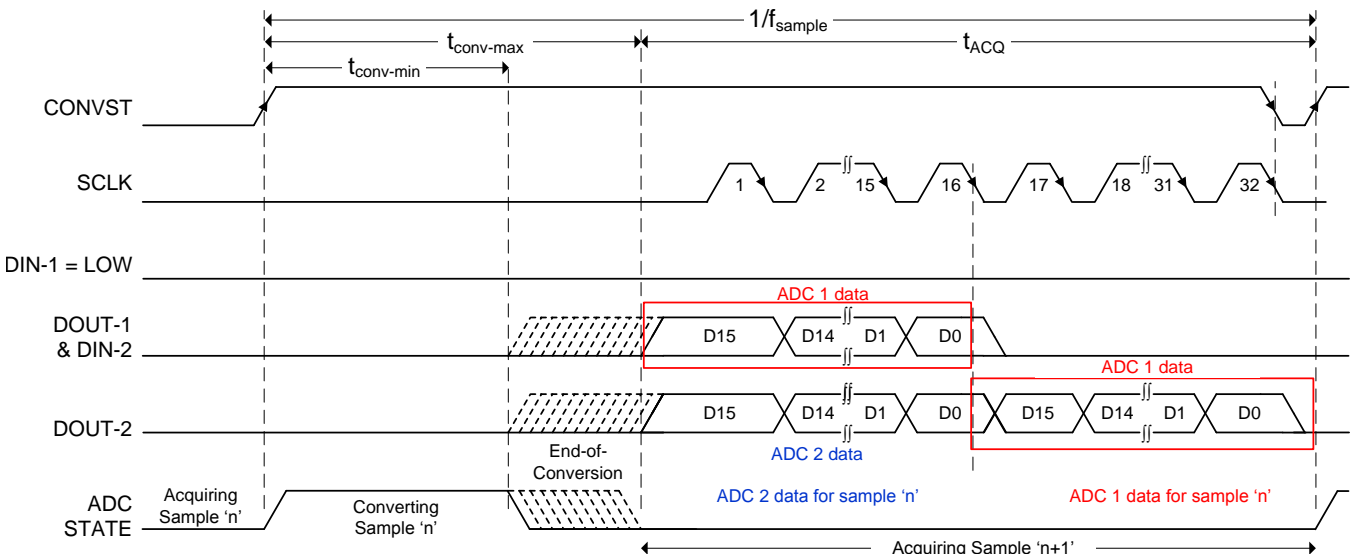 1/fsample
tconv-max
tACQ
tconv-min
CONVST
SCLK
1 2 15 16 17 18 31 32
DIN-1 = LOW
ADC 1 data
DOUT-1
& DIN-2
D15 D14 D1 D0
ADC 1 data
DOUT-2
D15 D14 D1 D0 D15 D14 D1 D0
End-of-
Conversion
ADC 2 data
ADC
STATE
Acquiring
Sample ‘n’
Converting
Sample ‘n’
ADC 2 data for sample ‘n’
ADC 1 data for sample ‘n’
Acquiring Sample ‘n+1’